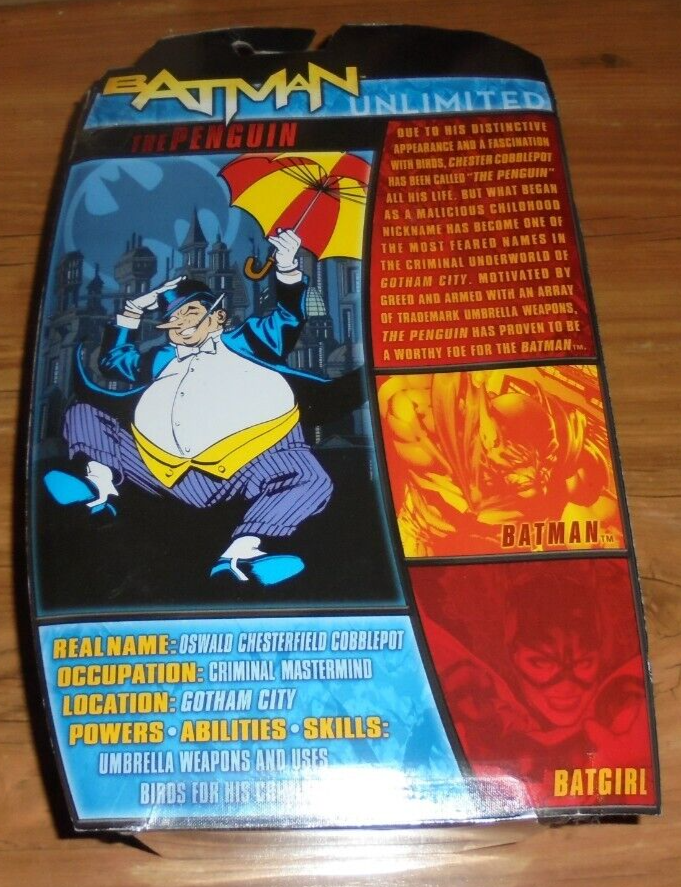 BATMAN™ UNLIMITED
THE PENGUIN
DUE TO HIS DISTINCTIVE
APPEARANCE AND A FASCINATION
WITH BIRDS, CHESTER COBBLEPOT
HAS BEEN CALLED "THE PENGUIN"
ALL HIS LIFE. BUT WHAT BEGAN
AS A MALICIOUS CHILDHOOD
NICKNAME HAS BECOME ONE OF
THE MOST FEARED NAMES IN
THE CRIMINAL UNDERWORLD OF
GOTHAM CITY. MOTIVATED BY
GREED AND ARMED WITH AN ARRAY
OF TRADEMARK UMBRELLA WEAPONS,
THE PENGUIN HAS PROVEN TO BE
A WORTHY FOE FOR THE BATMAN™.
BATMAN™
REAL NAME: OSWALD CHESTERFIELD COBBLEPOT
OCCUPATION: CRIMINAL MASTERMIND
LOCATION: GOTHAM CITY
POWERS • ABILITIES • SKILLS:
UMBRELLA WEAPONS AND USES
BIRDS FOR HIS
BATGIRL